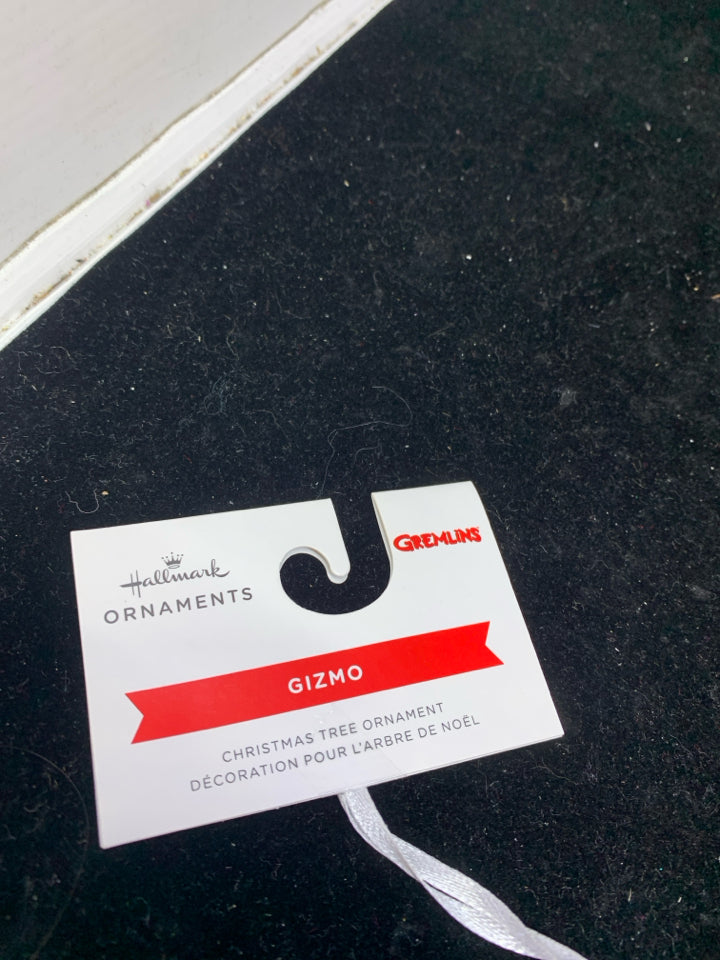 Hallmark
ORNAMENTS
GREMLINS
GIZMO
CHRISTMAS TREE ORNAMENT
DÉCORATION POUR L'ARBRE DE NOËL